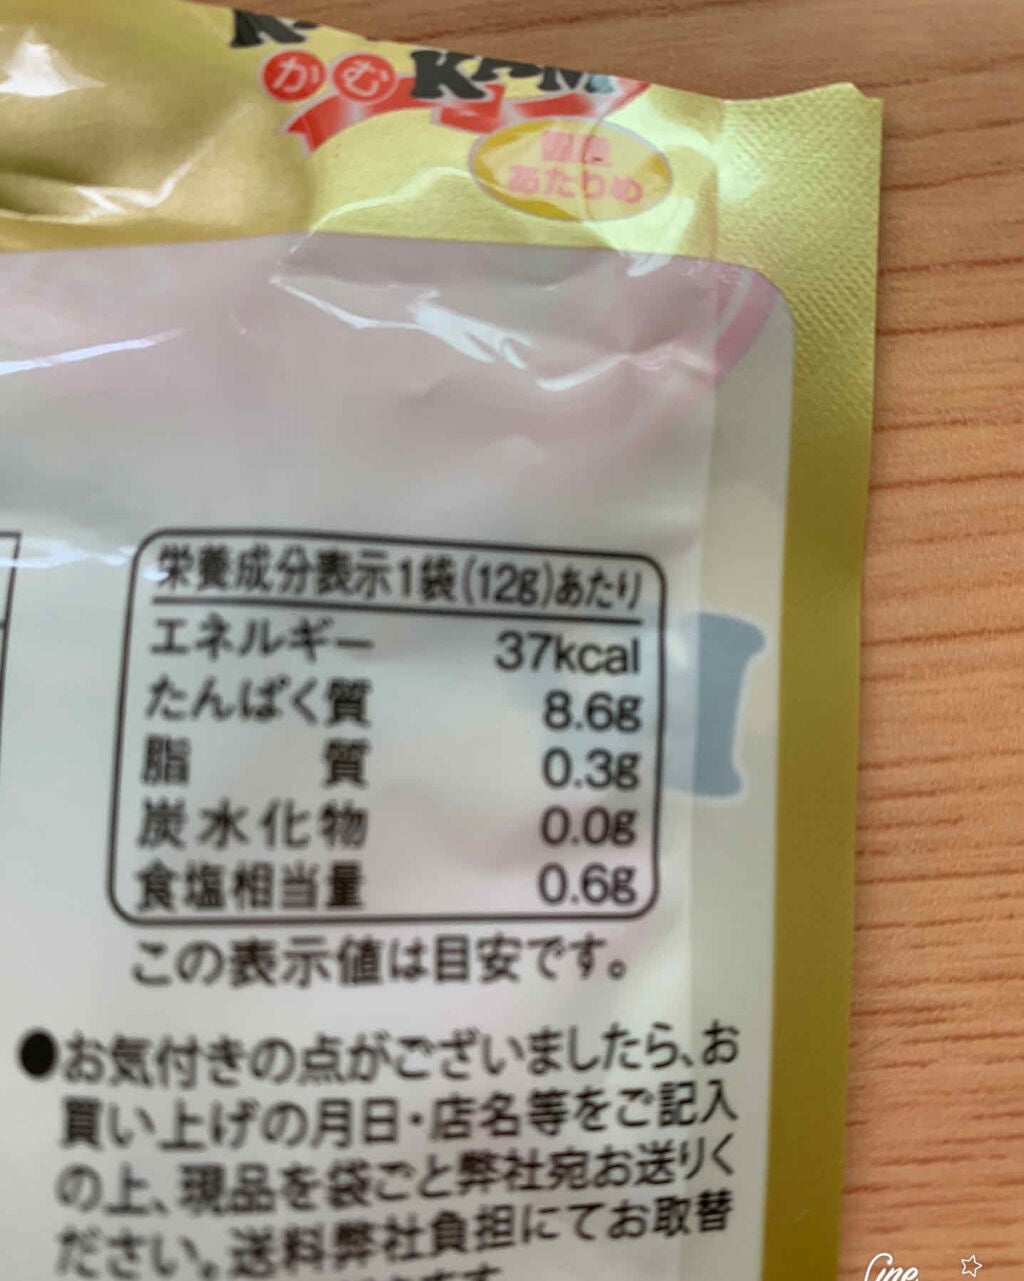 かむ KAM
あたりめ
栄養成分表示1袋(12g)あたり
エネルギー 37kcal
たんぱく質 8.6g
脂質 0.3g
炭水化物 0.0g
食塩相当量 0.6g
この表示値は目安です。
●お気付きの点がございましたら、お
買い上げの月日・店名等をご記入
の上、現品を袋ごと弊社宛お送りく
ださい。送料弊社負担にてお取替